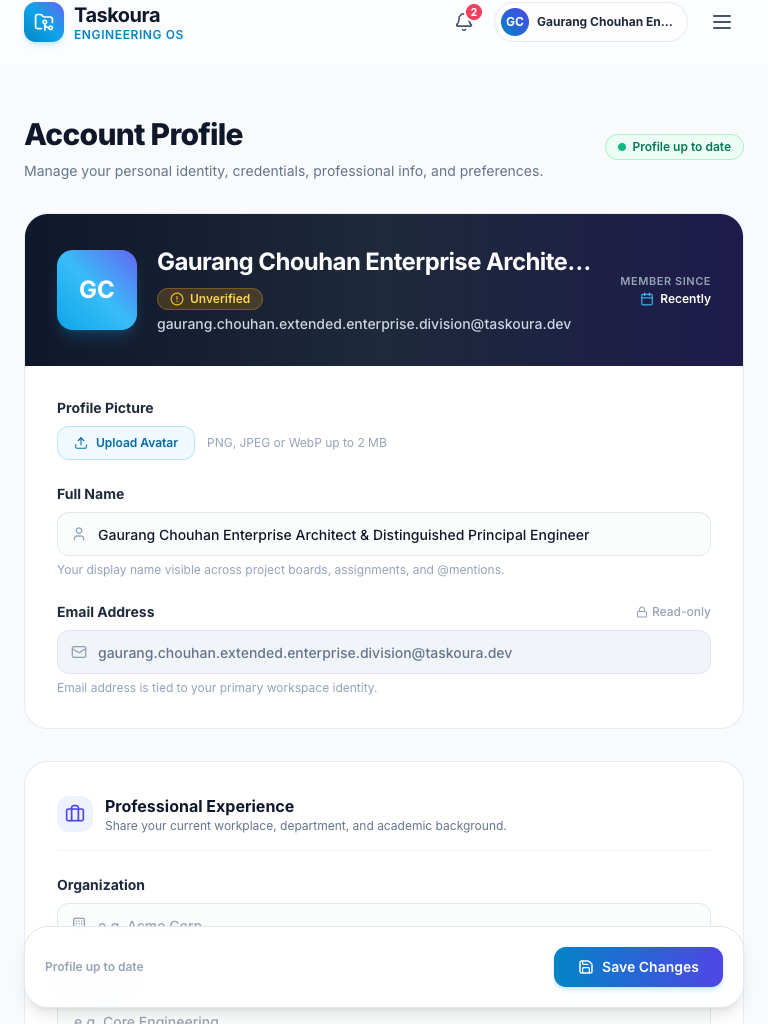 Taskoura
ENGINEERING OS
2
GC
Gaurang Chouhan En...
Account Profile
Manage your personal identity, credentials, professional info, and preferences.
Profile up to date
GC
Gaurang Chouhan Enterprise Archite...
Unverified
gaurang.chouhan.extended.enterprise.division@taskoura.dev
MEMBER SINCE
Recently
Profile Picture
Upload Avatar
PNG, JPEG or WebP up to 2 MB
Full Name
Gaurang Chouhan Enterprise Architect & Distinguished Principal Engineer
Your display name visible across project boards, assignments, and @mentions.
Email Address
Read-only
gaurang.chouhan.extended.enterprise.division@taskoura.dev
Email address is tied to your primary workspace identity.
Professional Experience
Share your current workplace, department, and academic background.
Organization
e.g. Acme Corp
Profile up to date
Save Changes
e.g. Core Engineering